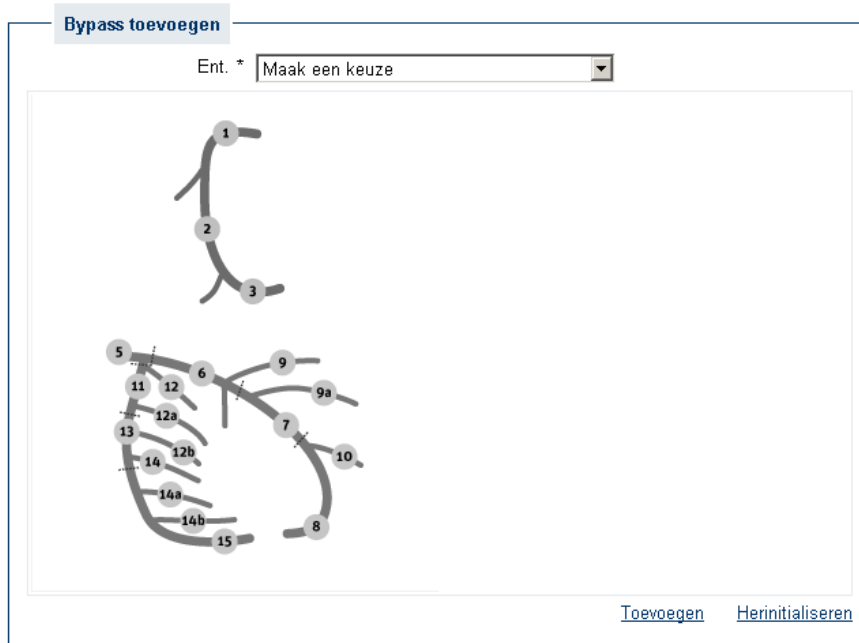 Bypass toevoegen
Ent. * Maak een keuze
1
2
3
5
6
9
9a
11
12
12a
7
13
12b
10
14
14a
14b
8
15
Toevoegen Herinitialiseren